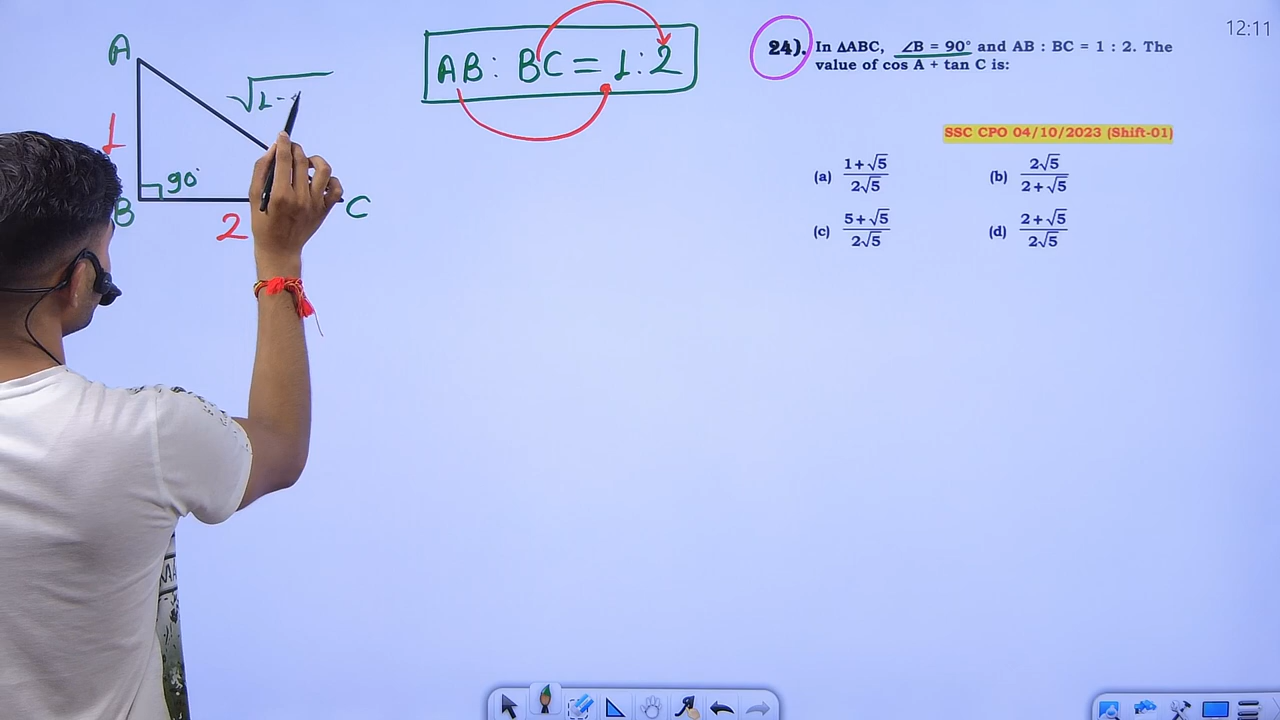 12:11
A
1
90°
B
2
C
√1
AB : BC = 1 : 2
24). In ΔABC, ∠B = 90° and AB : BC = 1 : 2. The
value of cos A + tan C is:
SSC CPO 04/10/2023 (Shift-01)
(a) 1+√5 / 2√5
(b) 2√5 / 2+√5
(c) 5+√5 / 2√5
(d) 2+√5 / 2√5